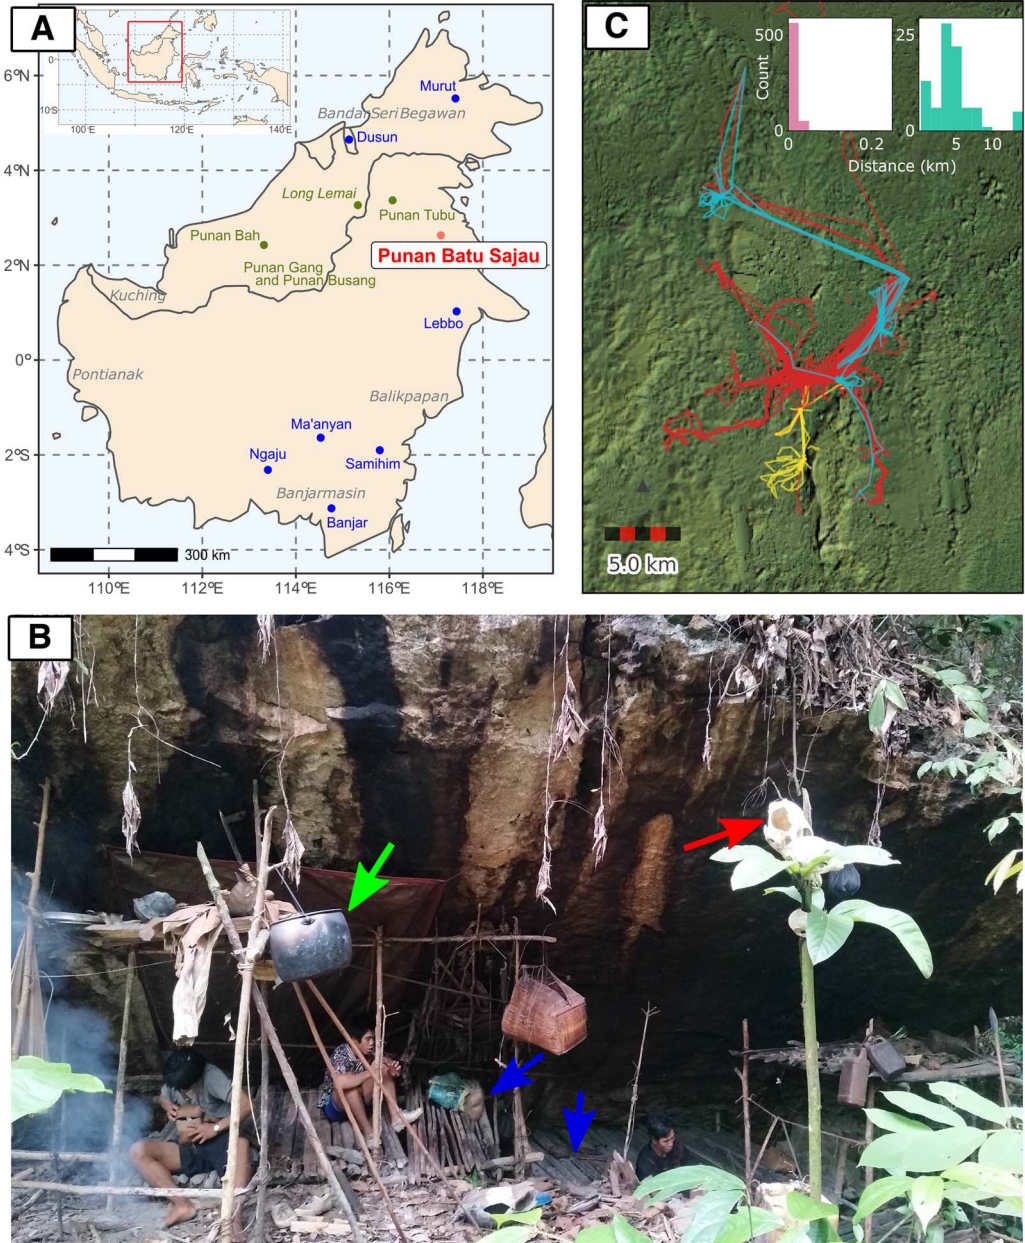 A
0°
10°S
100°E
120°E
140°E
6°N
4°N
2°N
0°
2°S
4°S
Murut
BandarSeriBegawan
Dusun
Long Lemai
Punan Tubu
Punan Bah
Punan Batu Sajau
Punan Gang
and Punan Busang
Kuching
Lebbo
Pontianak
Balikpapan
Ma'anyan
Ngaju
Samihim
Banjarmasin
Banjar
300 km
110°E
112°E
114°E
116°E
118°E
C
500
Count
0
0
0.2
25
0
5
10
Distance (km)
5.0 km
B